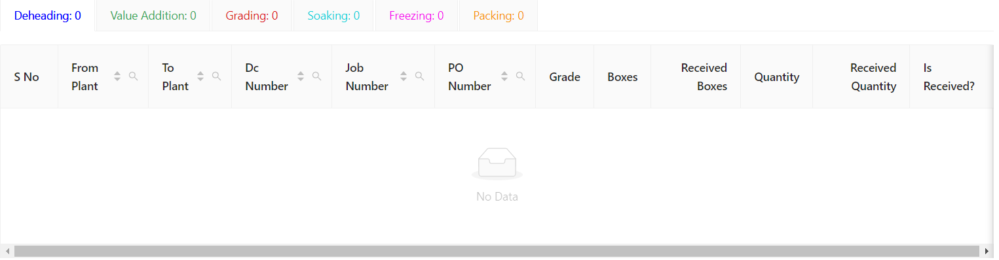 Deheading: 0 Value Addition: 0 Grading: 0 Soaking: 0 Freezing: 0 Packing: 0
S No
From
Plant
To
Plant
Dc
Number
Job
Number
PO
Number
Grade
Boxes
Received
Boxes
Quantity
Received
Quantity
Is
Received?
No Data